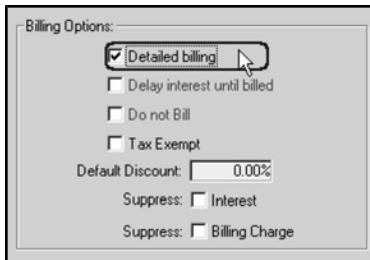 Billing Options:
Detailed billing
Delay interest until billed
Do not Bill
Tax Exempt
Default Discount: 0.00%
Suppress: Interest
Suppress: Billing Charge